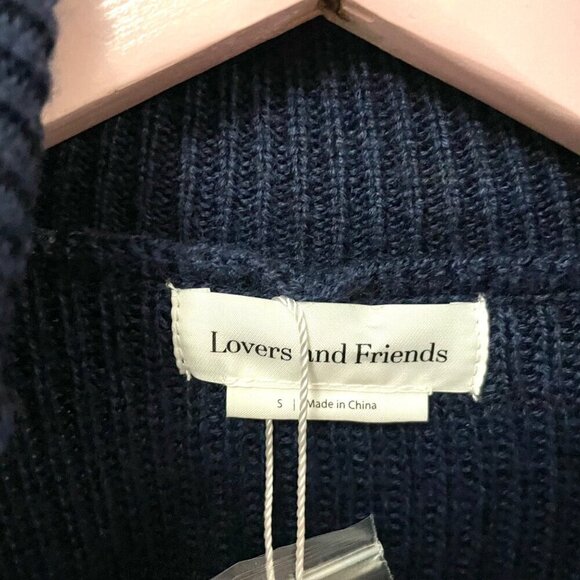 Lovers and Friends
S | Made in China